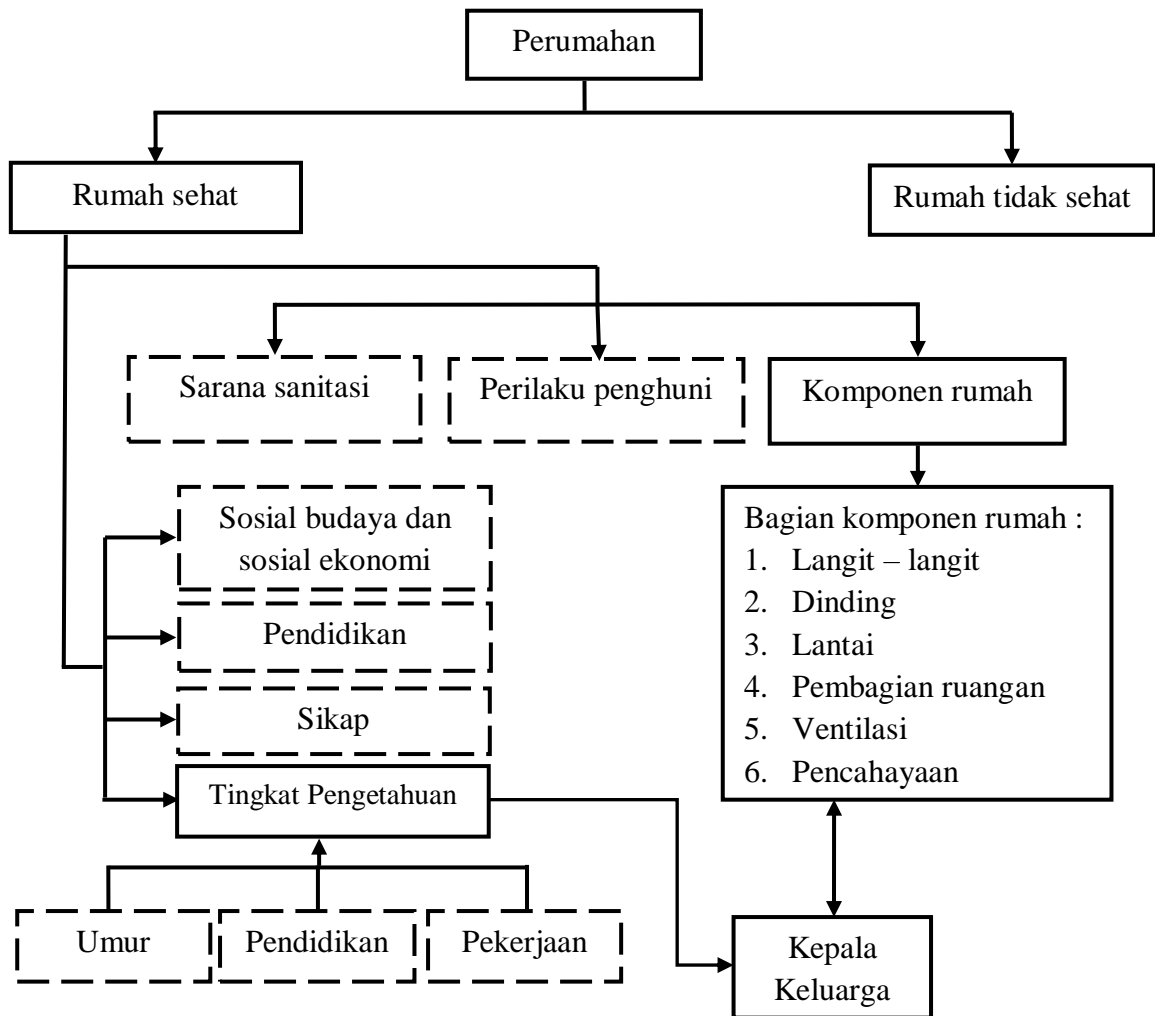 Perumahan
Rumah sehat
Rumah tidak sehat
Sarana sanitasi
Perilaku penghuni
Komponen rumah
Sosial budaya dan
sosial ekonomi
Pendidikan
Sikap
Tingkat Pengetahuan
Bagian komponen rumah :
1. Langit – langit
2. Dinding
3. Lantai
4. Pembagian ruangan
5. Ventilasi
6. Pencahayaan
Umur
Pendidikan
Pekerjaan
Kepala
Keluarga